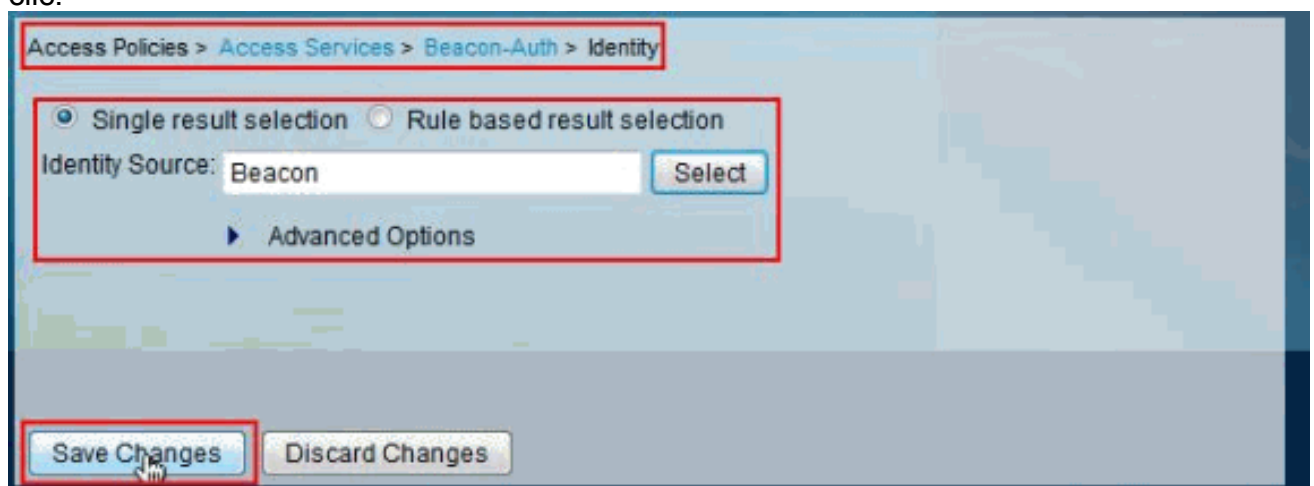 clic.
Access Policies > Access Services > Beacon-Auth > Identity
Single result selection Rule based result selection
Identity Source: Beacon Select
Advanced Options
Save Changes Discard Changes